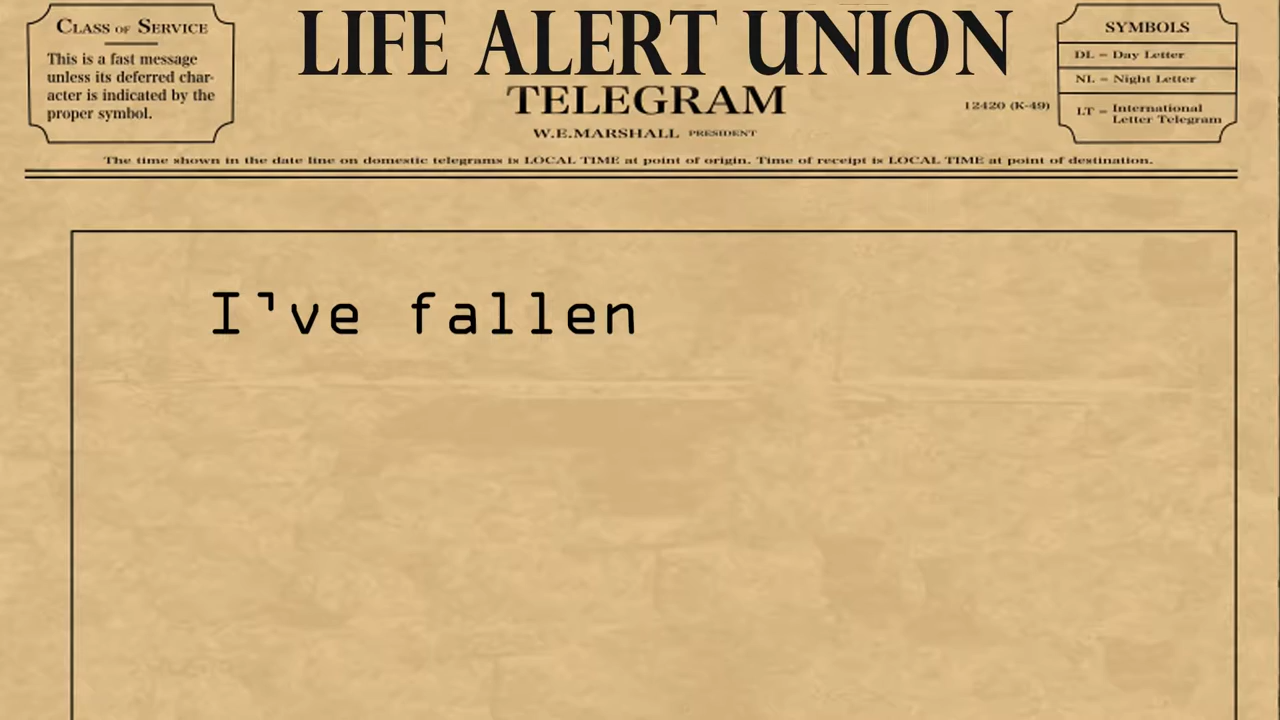 CLASS OF SERVICE
This is a fast message
unless its deferred char-
acter is indicated by the
proper symbol.
LIFE ALERT UNION
TELEGRAM
W.E.MARSHALL PRESIDENT
12420 (K-49)
SYMBOLS
DL = Day Letter
NL = Night Letter
LT = International
Letter Telegram
The time shown in the date line on domestic telegrams is LOCAL TIME at point of origin. Time of receipt is LOCAL TIME at point of destination.
I've fallen